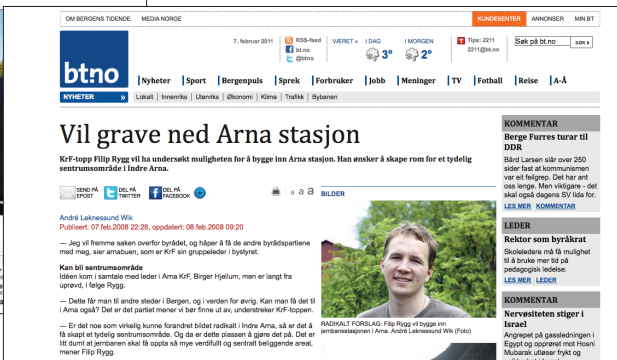 OM BERGENS TIDENDE MEDIA NORGE
KUNDESENTER ANNONSER MIN BT
bt.no
7. februar 2011
RSS-feed
bt.no
@btno
VÆRET »
I DAG
3°
I MORGEN
2°
Tips: 2211
2211@bt.no
Søk på bt.no
SØK
Nyheter Sport Bergenpuls Sprek Forbruker Jobb Meninger TV Fotball Reise A-Å
NYHETER »
Lokalt Innenriks Utenriks Økonomi Klima Trafikk Bybanen
Vil grave ned Arna stasjon
KrF-topp Filip Rygg vil ha undersøkt muligheten for å bygge inn Arna stasjon. Han ønsker å skape rom for et tydelig
sentrumsområde i Indre Arna.
SEND PÅ
EPOST
DEL PÅ
TWITTER
DEL PÅ
FACEBOOK
a a a
André Leknessund Wik
Publisert: 07.feb.2008 22:28, oppdatert: 08.feb.2008 09:20
— Jeg vil fremme saken overfor byrådet, og håper å få de andre byrådspartiene
med meg, sier arnabuen, som er KrF sin gruppeleder i bystyret.
Kan bli sentrumsområde
Idéen kom i samtale med leder i Arna KrF, Birger Hjellum, men er langt fra
uprøvd, i følge Rygg.
— Dette får man til andre steder i Bergen, og i verden for øvrig. Kan man få det til
i Arna også? Det er det partiet mener vi bør finne ut av, understreker KrF-toppen.
— Er det noe som virkelig kunne forandret bildet radikalt i Indre Arna, så er det å
få skapt et tydelig sentrumsområde. Og da er dette plassen å gjøre det på. Det er
litt dumt at jernbanen skal få oppta så mye verdifullt og sentralt beliggende areal,
mener Filip Rygg.
BILDER
RADIKALT FORSLAG: Filip Rygg vil bygge inn
jernbanestasjonen i Arna. André Leknessund Wik (Foto)
KOMMENTAR
Berge Furres turar til
DDR
Bård Larsen slår over 250
sider fast at kommunismen
var eit felgrep. Det har ant
oss lenge. Men viktigare - det
skal også dagens SV lida for.
LES MER KOMMENTAR
LEDER
Rektor som byråkrat
Skoleledere må få mulighet
til å bruke mer tid på
pedagogisk ledelse.
LES MER LEDER
KOMMENTAR
Nervøsiteten stiger i
Israel
Angrepet på gassledningen i
Egypt og opprøret mot Hosni
Mubarak utløser frykt og